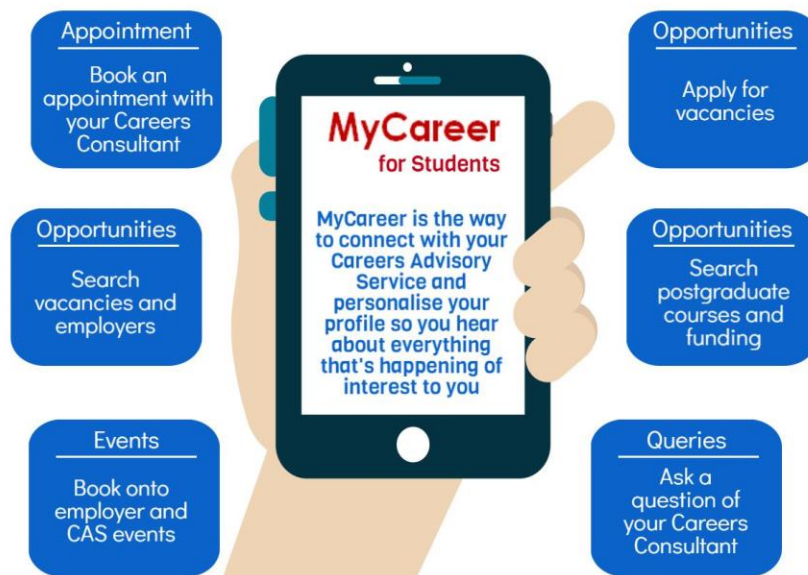 Appointment
Book an
appointment with
your Careers
Consultant
Opportunities
Search
vacancies and
employers
Events
Book onto
employer and
CAS events
MyCareer
for Students
MyCareer is the way
to connect with your
Careers Advisory
Service and
personalise your
profile so you hear
about everything
that's happening of
interest to you
Opportunities
Apply for
vacancies
Opportunities
Search
postgraduate
courses and
funding
Queries
Ask a
question of
your Careers
Consultant